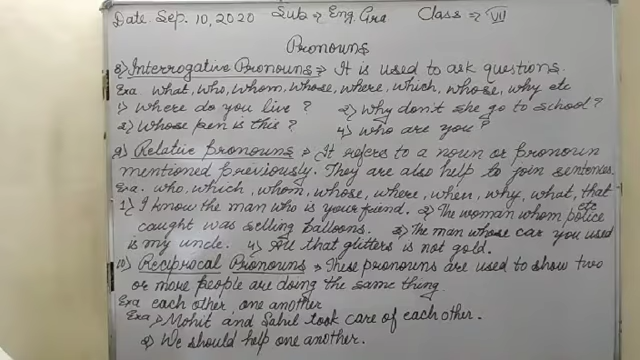 Date. Sep. 10, 2020 Sub → Eng. Gra Class → VII
Pronouns
8) Interrogative Pronouns → It is used to ask questions.
Exa. what, who, whom, whose, where, which, whose, why etc
1) Where do you live? 2) Why don't she go to school?
2) Whose pen is this? 4) Who are you?
9) Relative pronouns → It refers to a noun or pronoun
mentioned previously. They are also help to join sentences.
Exa. who, which, whom, whose, where, when, why, what, that etc
1) I know the man who is your friend. 2) The woman whom police
caught was selling balloons. 3) The man whose car you used
is my uncle. 4) All that glitters is not gold.
10) Reciprocal Pronouns → These pronouns are used to show two
or more people are doing the same thing.
Exa each other, one another
Exa → Mohit and Sahil took care of each other.
2) We should help one another.